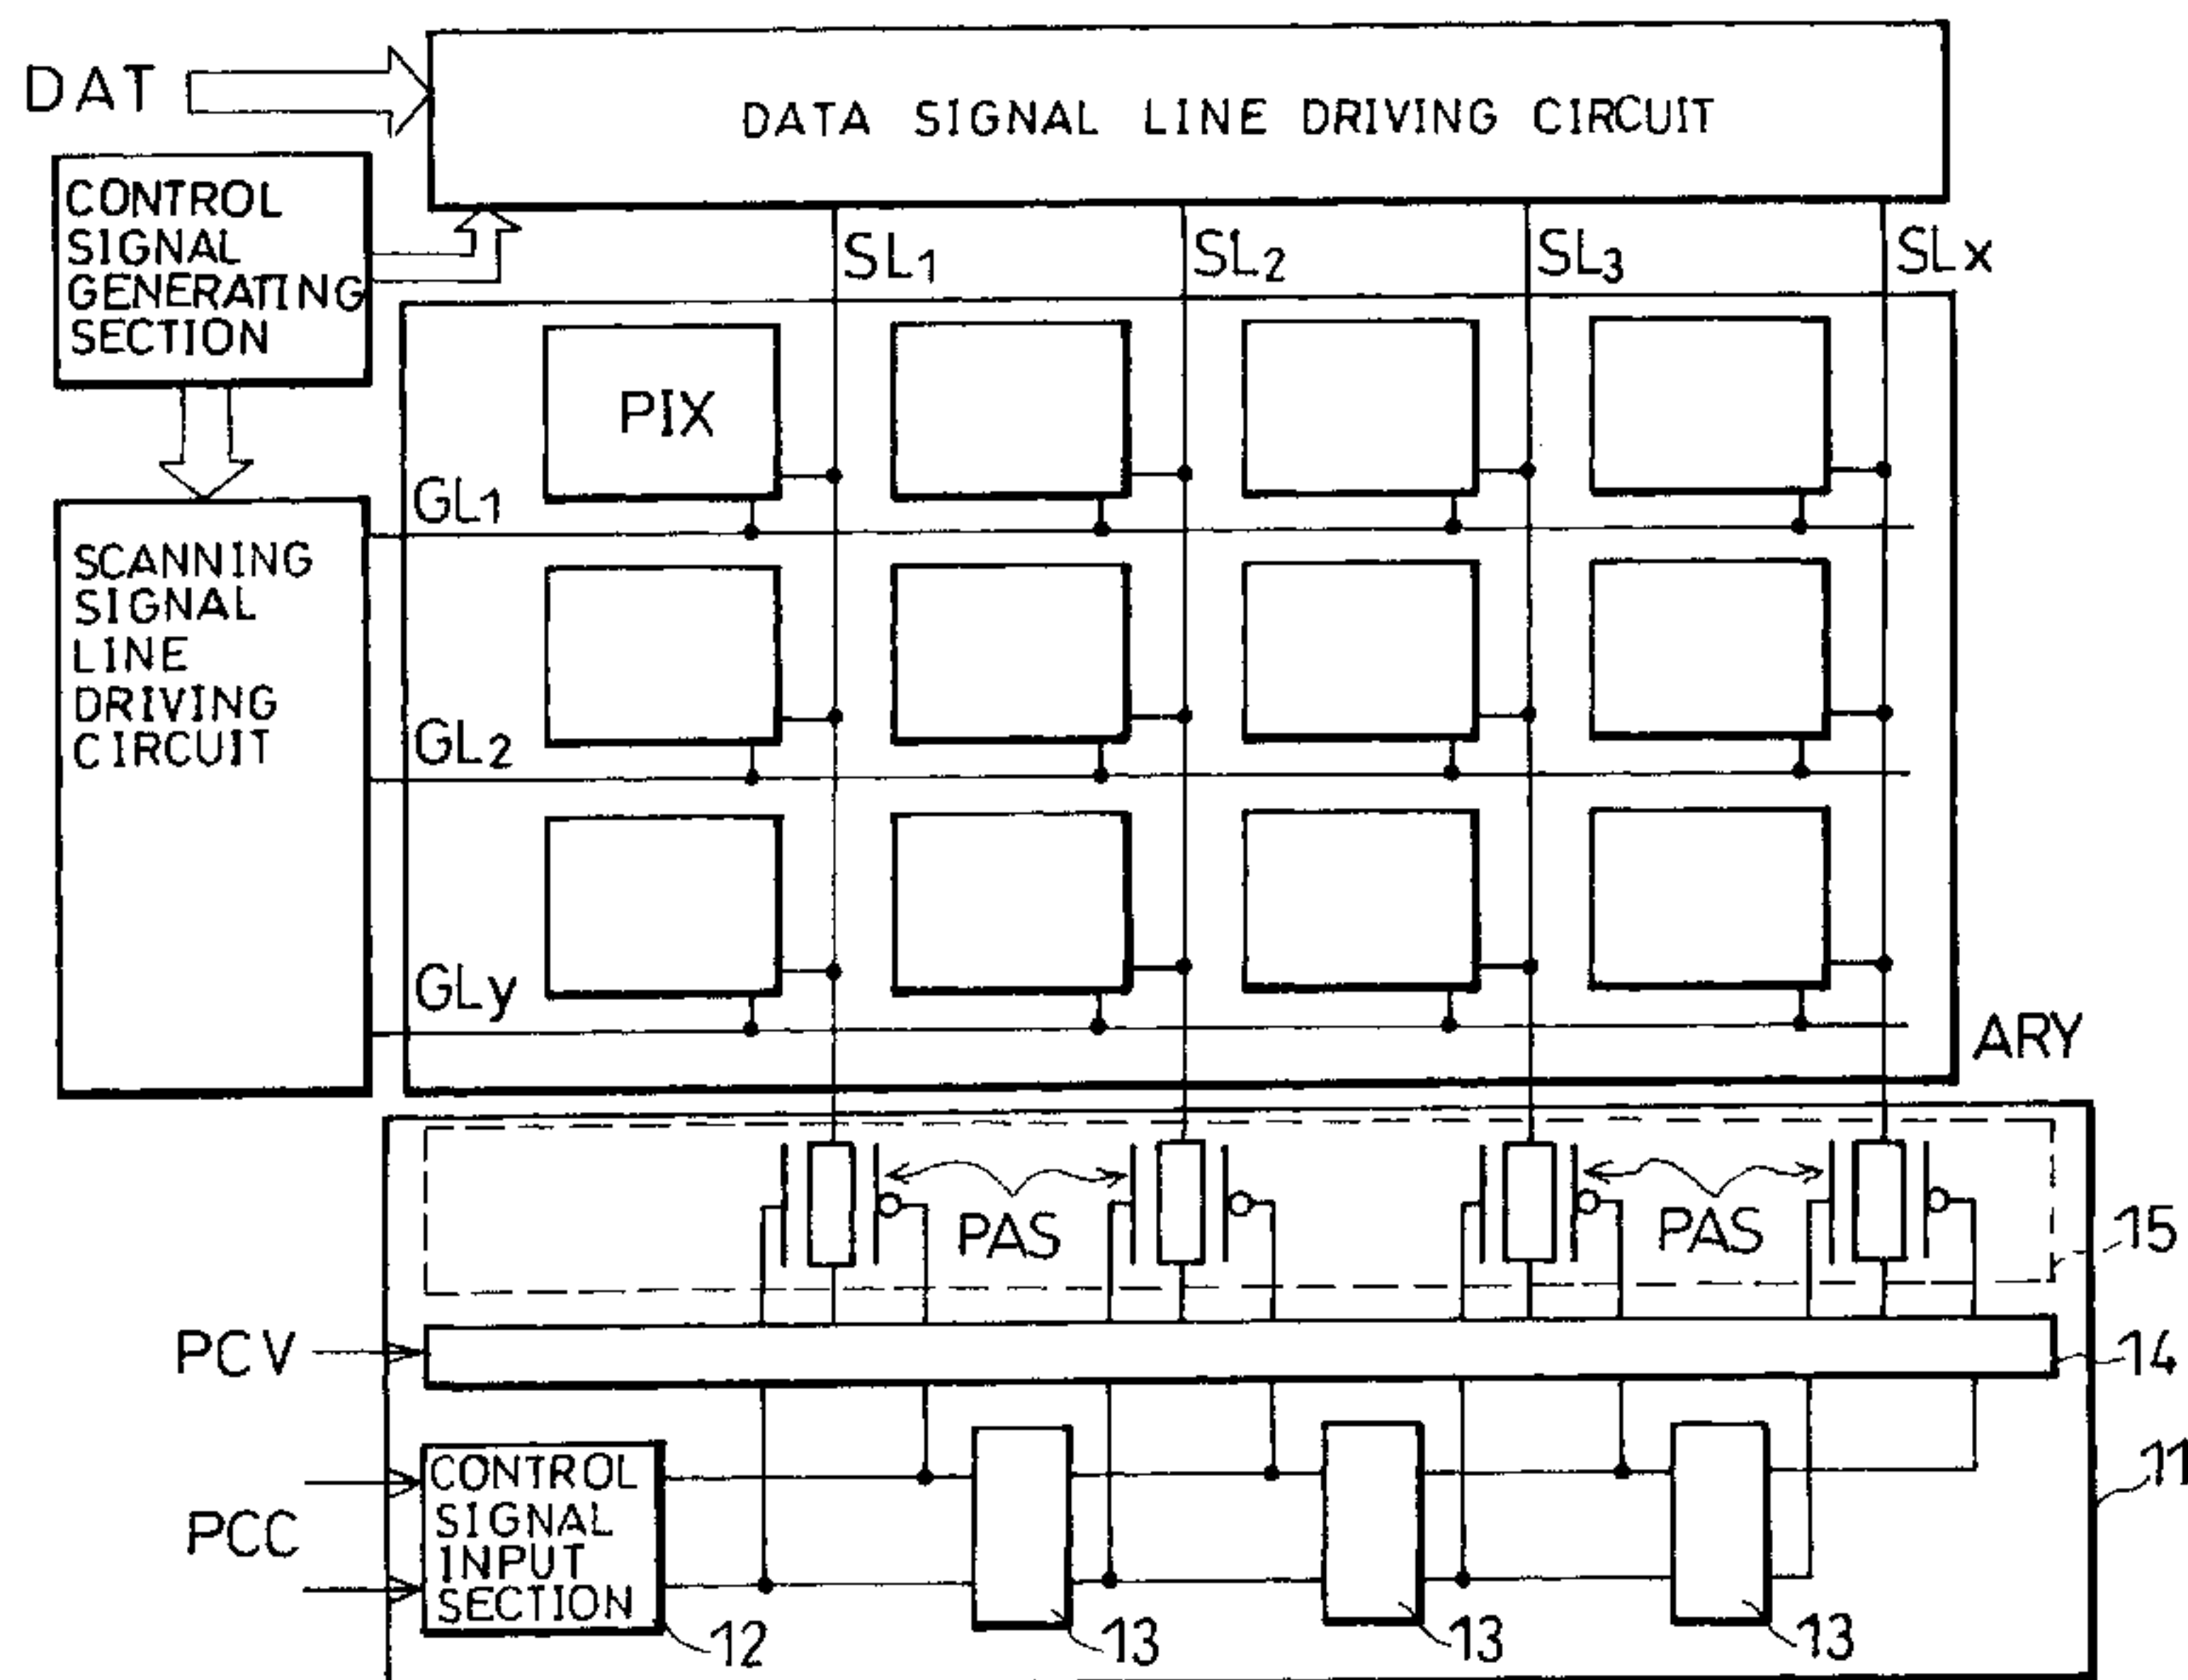 DAT
DATA SIGNAL LINE DRIVING CIRCUIT
CONTROL
SIGNAL
GENERATING
SECTION
SL1
SL2
SL3
SLx
PIX
GL1
SCANNING
SIGNAL
LINE
DRIVING
CIRCUIT
GL2
GLy
ARY
PAS
PAS
15
PCV
14
CONTROL
SIGNAL
INPUT
SECTION
PCC
11
12
13
13
13